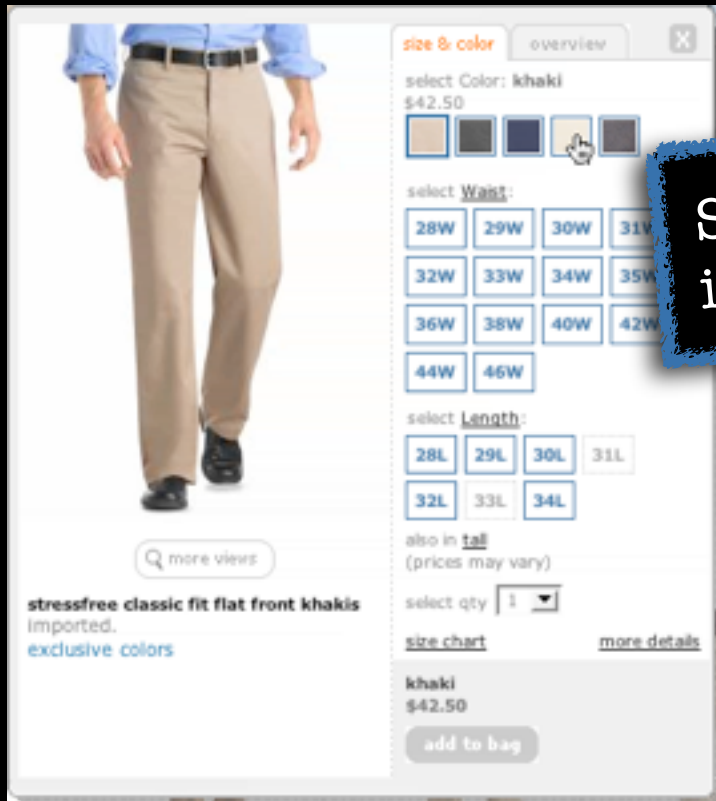 size & color
overview
X
select Color: khaki
$42.50
select Waist:
28W 29W 30W 31W
32W 33W 34W 35W
36W 38W 40W 42W
44W 46W
select Length:
28L 29L 30L 31L
32L 33L 34L
also in tall
(prices may vary)
select qty 1
size chart more details
khaki
$42.50
add to bag
more views
stressfree classic fit flat front khakis
imported.
exclusive colors